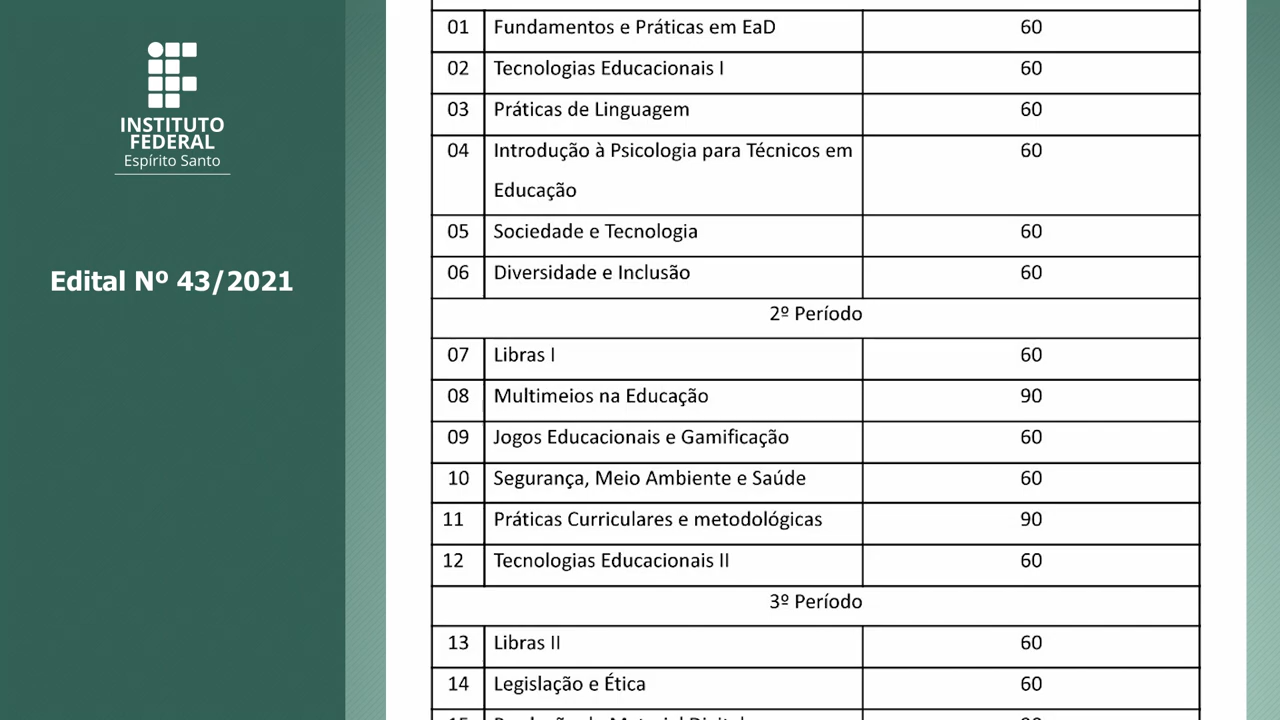 INSTITUTO
FEDERAL
Espírito Santo
Edital Nº 43/2021
01 Fundamentos e Práticas em EaD 60
02 Tecnologias Educacionais I 60
03 Práticas de Linguagem 60
04 Introdução à Psicologia para Técnicos em 60
Educação
05 Sociedade e Tecnologia 60
06 Diversidade e Inclusão 60
2º Período
07 Libras I 60
08 Multimeios na Educação 90
09 Jogos Educacionais e Gamificação 60
10 Segurança, Meio Ambiente e Saúde 60
11 Práticas Curriculares e metodológicas 90
12 Tecnologias Educacionais II 60
3º Período
13 Libras II 60
14 Legislação e Ética 60